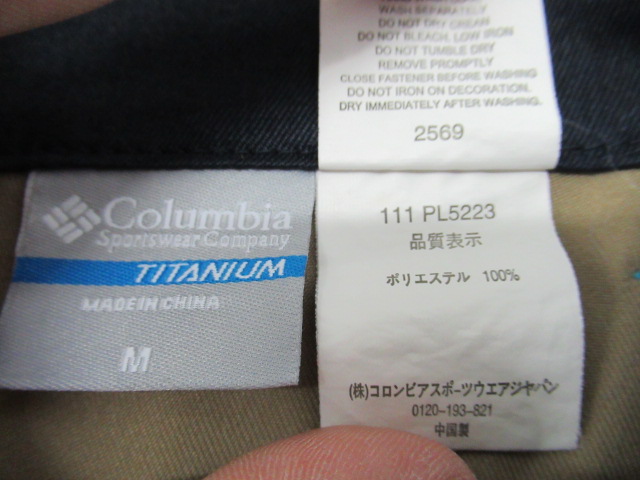 WASH SEPARATELY
DO NOT DRY CREAM
DO NOT BLEACH, LOW IRON
DO NOT TUMBLE DRY
REMOVE PROMPTLY
CLOSE FASTENER BEFORE WASHING
DO NOT IRON ON DECORATION.
DRY IMMEDIATELY AFTER WASHING.
2569
Columbia
Sportswear Company
TITANIUM
MADE IN CHINA
M
111 PL5223
品質表示
ポリエステル 100%
(株)コロンビアスポーツウエアジャパン
0120-193-821
中国製